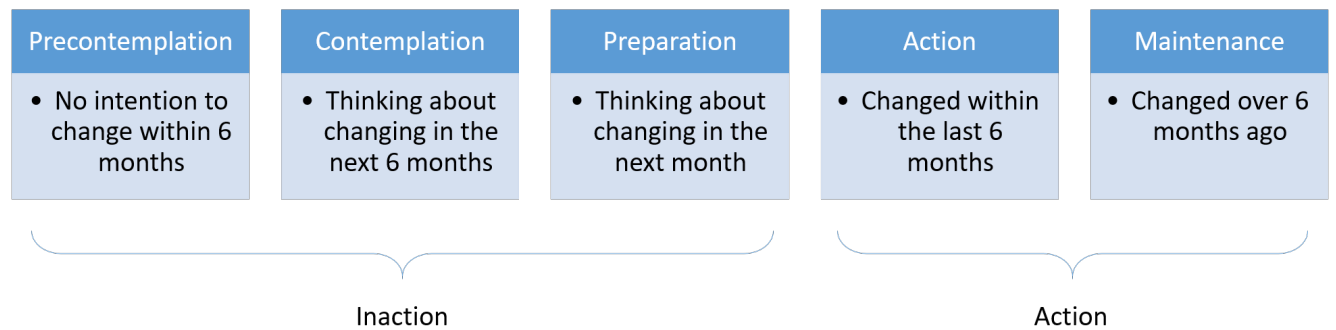 Precontemplation
• No intention to
change within 6
months
Contemplation
• Thinking about
changing in the
next 6 months
Preparation
• Thinking about
changing in the
next month
Action
• Changed within
the last 6
months
Maintenance
• Changed over 6
months ago
Inaction
Action